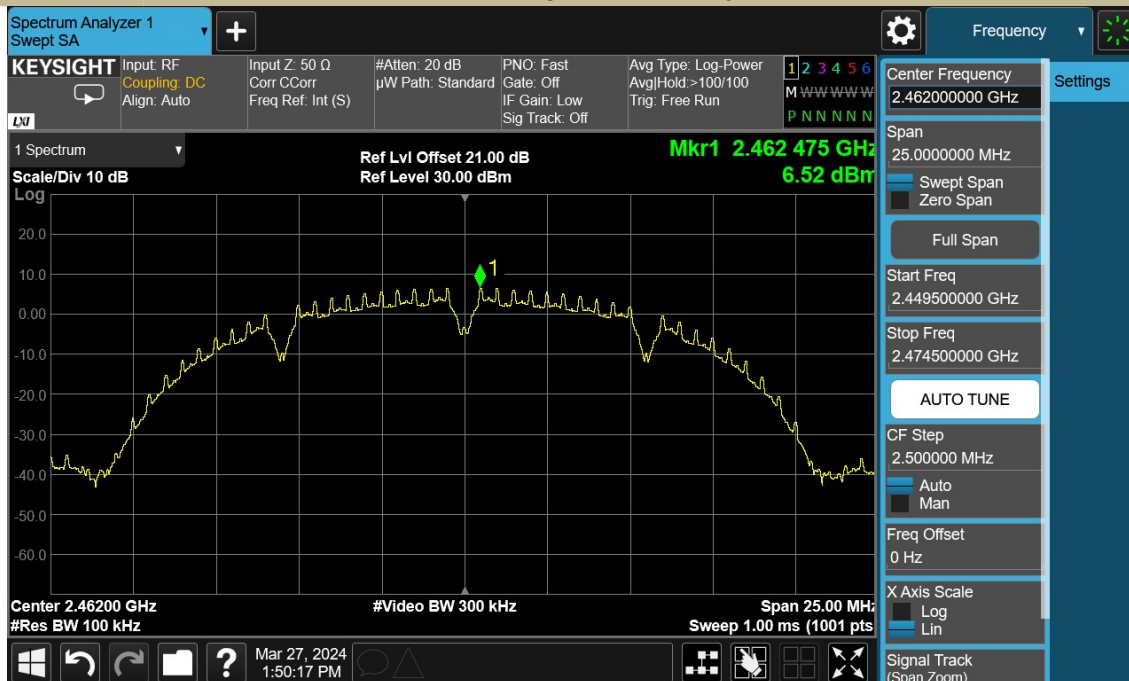 Spectrum Analyzer 1
Swept SA
+
Frequency
KEYSIGHT
LXI
Input: RF
Coupling: DC
Align: Auto
Input Z: 50 Ω
Corr CCorr
Freq Ref: Int (S)
#Atten: 20 dB
µW Path: Standard
PNO: Fast
Gate: Off
IF Gain: Low
Sig Track: Off
Avg Type: Log-Power
Avg|Hold:>100/100
Trig: Free Run
1 2 3 4 5 6
M W W W W W
P N N N N N
1 Spectrum
Scale/Div 10 dB
Log
Ref Lvl Offset 21.00 dB
Ref Level 30.00 dBm
Mkr1 2.462 475 GHz
6.52 dBm
20.0
10.0
0.00
-10.0
-20.0
-30.0
-40.0
-50.0
-60.0
1
Center 2.46200 GHz
#Res BW 100 kHz
#Video BW 300 kHz
Span 25.00 MHz
Sweep 1.00 ms (1001 pts
?
Mar 27, 2024
1:50:17 PM
Center Frequency
2.462000000 GHz
Span
25.0000000 MHz
Swept Span
Zero Span
Full Span
Start Freq
2.449500000 GHz
Stop Freq
2.474500000 GHz
AUTO TUNE
CF Step
2.500000 MHz
Auto
Man
Freq Offset
0 Hz
X Axis Scale
Log
Lin
Signal Track
(Span Zoom)
Settings